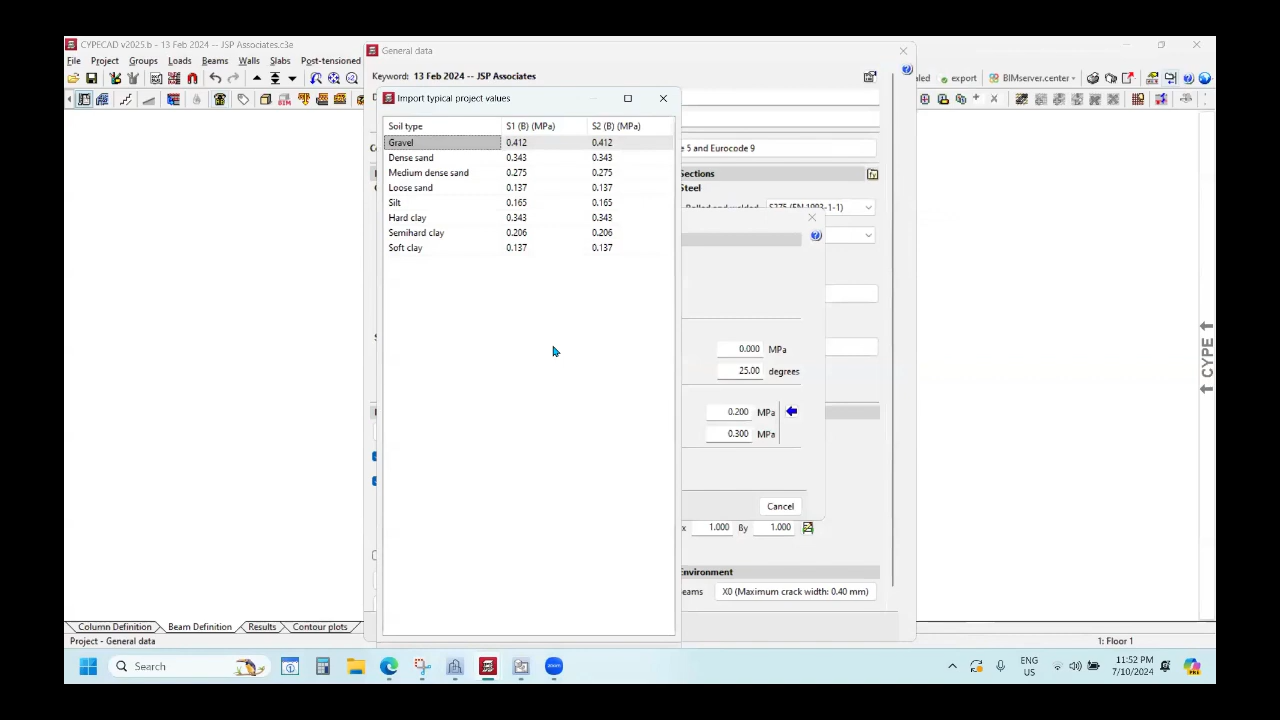 CYPECAD v2025.b - 13 Feb 2024 -- JSP Associates.c3e
General data
File Project Groups Loads Beams Walls Slabs Post-tensioned
Keyword: 13 Feb 2024 -- JSP Associates
export BIMserver.center
Import typical project values
Soil type S1 (B) (MPa) S2 (B) (MPa)
Gravel 0.412 0.412
Dense sand 0.343 0.343
Medium dense sand 0.275 0.275
Loose sand 0.137 0.137
Silt 0.165 0.165
Hard clay 0.343 0.343
Semihard clay 0.206 0.206
Soft clay 0.137 0.137
5 and Eurocode 9
Sections
Steel
Rolled and welded S275 (EN 1993-1-1)
0.000 MPa
25.00 degrees
0.200 MPa
0.300 MPa
Cancel
x 1.000 By 1.000
Environment
X0 (Maximum crack width: 0.40 mm)
CYPE
Column Definition Beam Definition Results Contour plots
Project - General data 1: Floor 1
Search
zoom
ENG
US
11:52 PM
7/10/2024
PRE